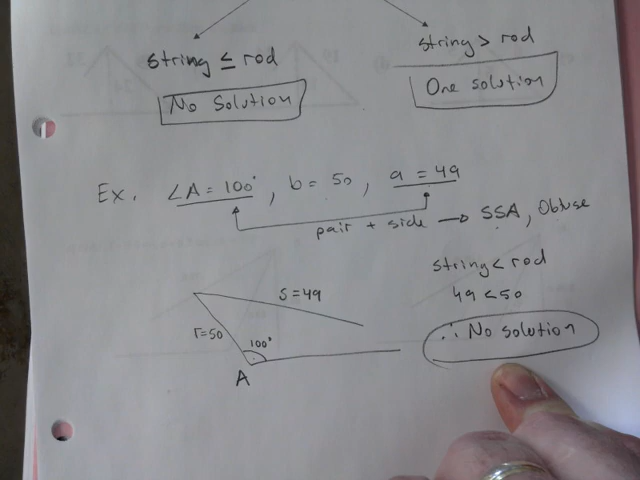 string ≤ rod
string > rod
No Solution
One solution
Ex. ∠A = 100°, b = 50, a = 49
pair + side → SSA, Obtuse
string < rod
49 < 50
∴ No solution
S=49
r=50
100°
A